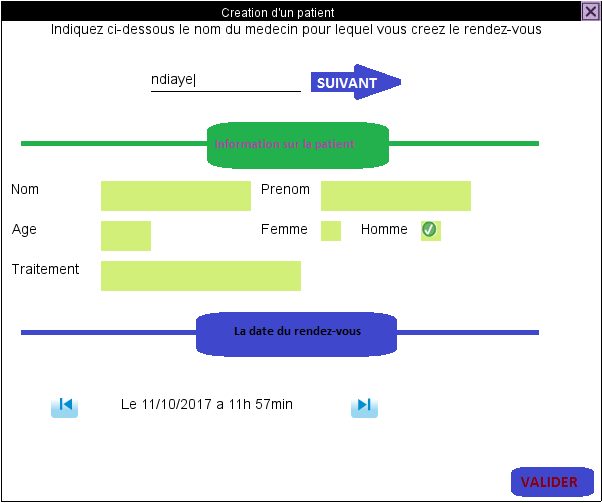 Creation d'un patient
Indiquez ci-dessous le nom du medecin pour lequel vous creez le rendez-vous
ndiaye
SUIVANT
Information sur la patient
Nom Prenom
Age Femme Homme
Traitement
La date du rendez-vous
Le 11/10/2017 a 11h 57min
VALIDER